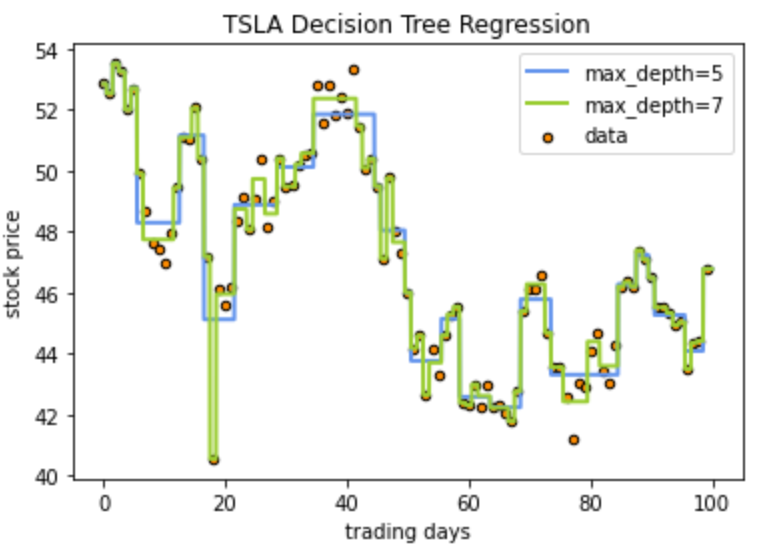 TSLA Decision Tree Regression
54
52
50
48
46
44
42
40
stock price
max_depth=5
max_depth=7
data
0 20 40 60 80 100
trading days